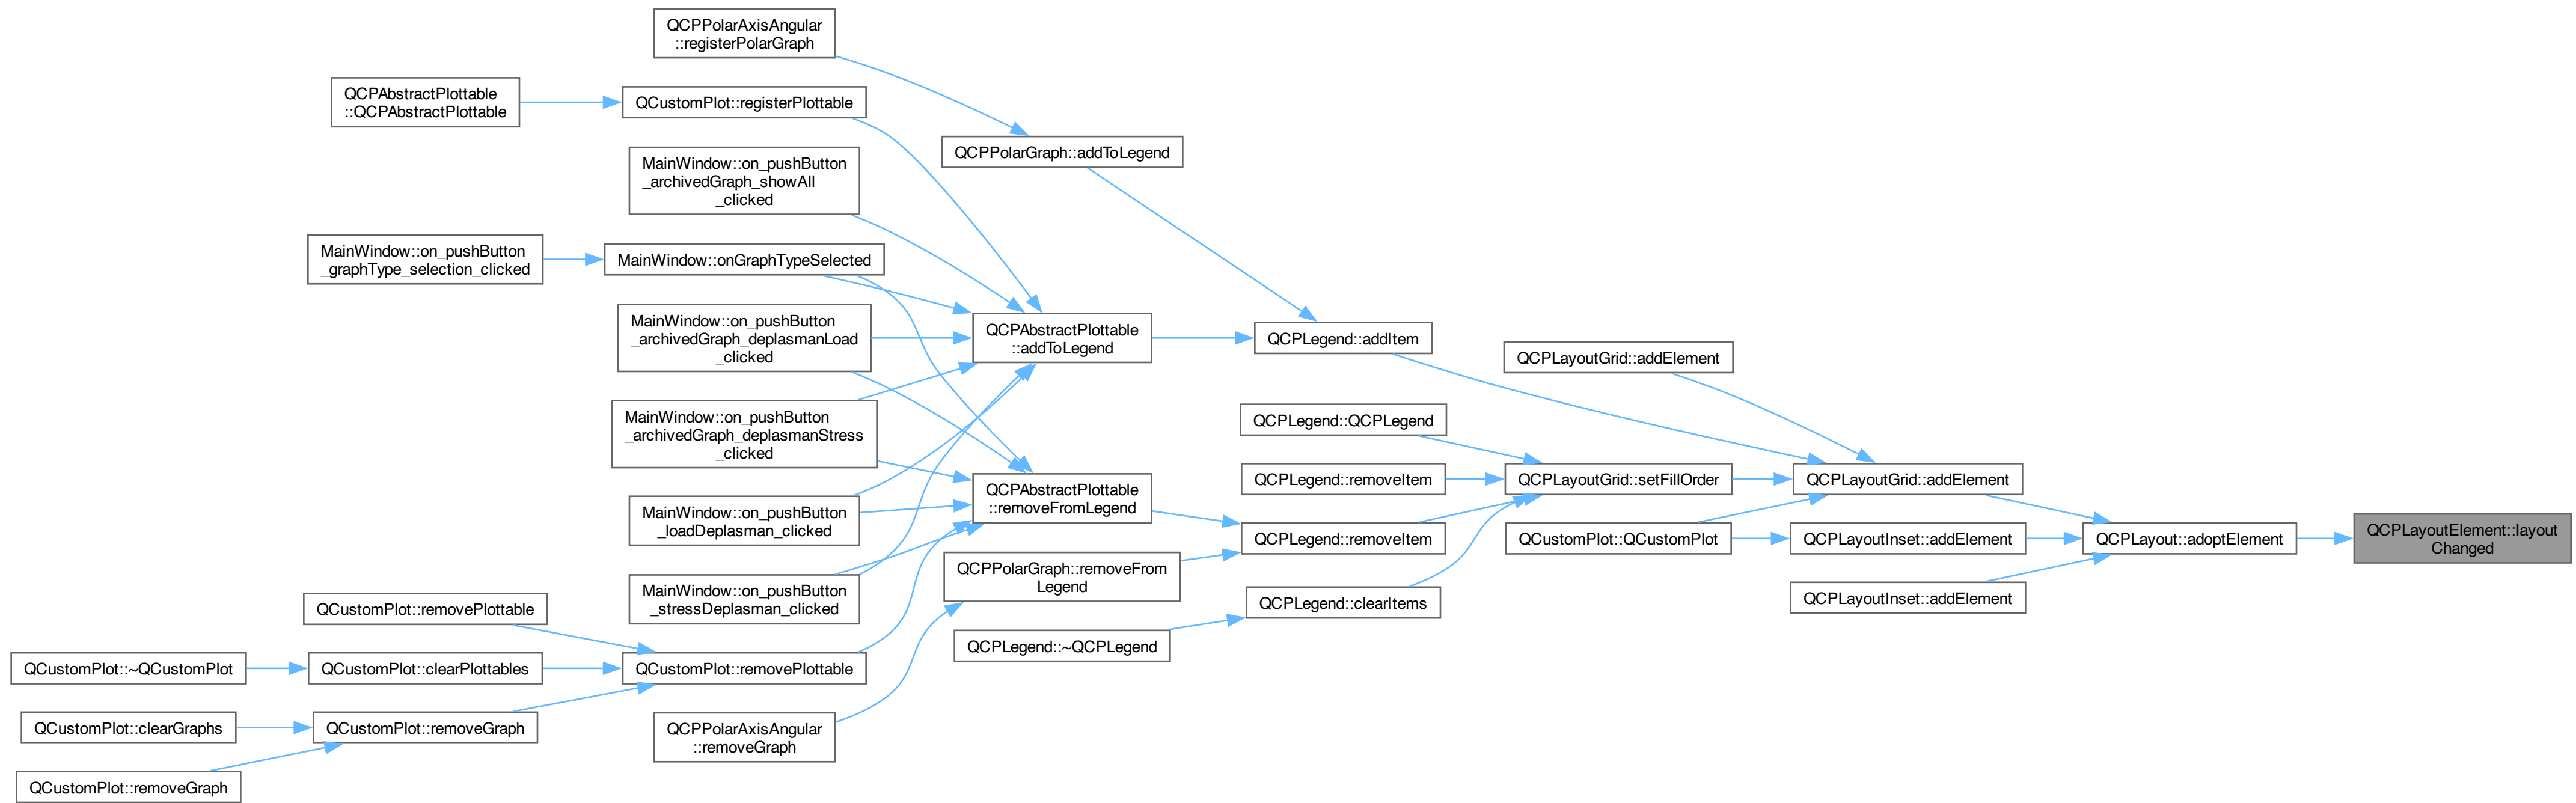 QCPPolarAxisAngular
::registerPolarGraph
QCPAbstractPlottable
::QCPAbstractPlottable
QCustomPlot::registerPlottable
QCPPolarGraph::addToLegend
MainWindow::on_pushButton
_archivedGraph_showAll
_clicked
MainWindow::on_pushButton
_graphType_selection_clicked
MainWindow::onGraphTypeSelected
MainWindow::on_pushButton
_archivedGraph_deplasmanLoad
_clicked
QCPAbstractPlottable
::addToLegend
QCPLegend::addItem
QCPLayoutGrid::addElement
MainWindow::on_pushButton
_archivedGraph_deplasmanStress
_clicked
QCPLegend::QCPLegend
QCPLegend::removeItem
QCPLayoutGrid::setFillOrder
QCPLayoutGrid::addElement
QCPAbstractPlottable
::removeFromLegend
MainWindow::on_pushButton
_loadDeplasman_clicked
QCPLegend::removeItem
QCustomPlot::QCustomPlot
QCPLayoutInset::addElement
QCPLayout::adoptElement
QCPLayoutElement::layout
Changed
QCPPolarGraph::removeFrom
Legend
MainWindow::on_pushButton
_stressDeplasman_clicked
QCPLegend::clearItems
QCPLayoutInset::addElement
QCustomPlot::removePlottable
QCPLegend::~QCPLegend
QCustomPlot::~QCustomPlot
QCustomPlot::clearPlottables
QCustomPlot::removePlottable
QCustomPlot::clearGraphs
QCustomPlot::removeGraph
QCPPolarAxisAngular
::removeGraph
QCustomPlot::removeGraph